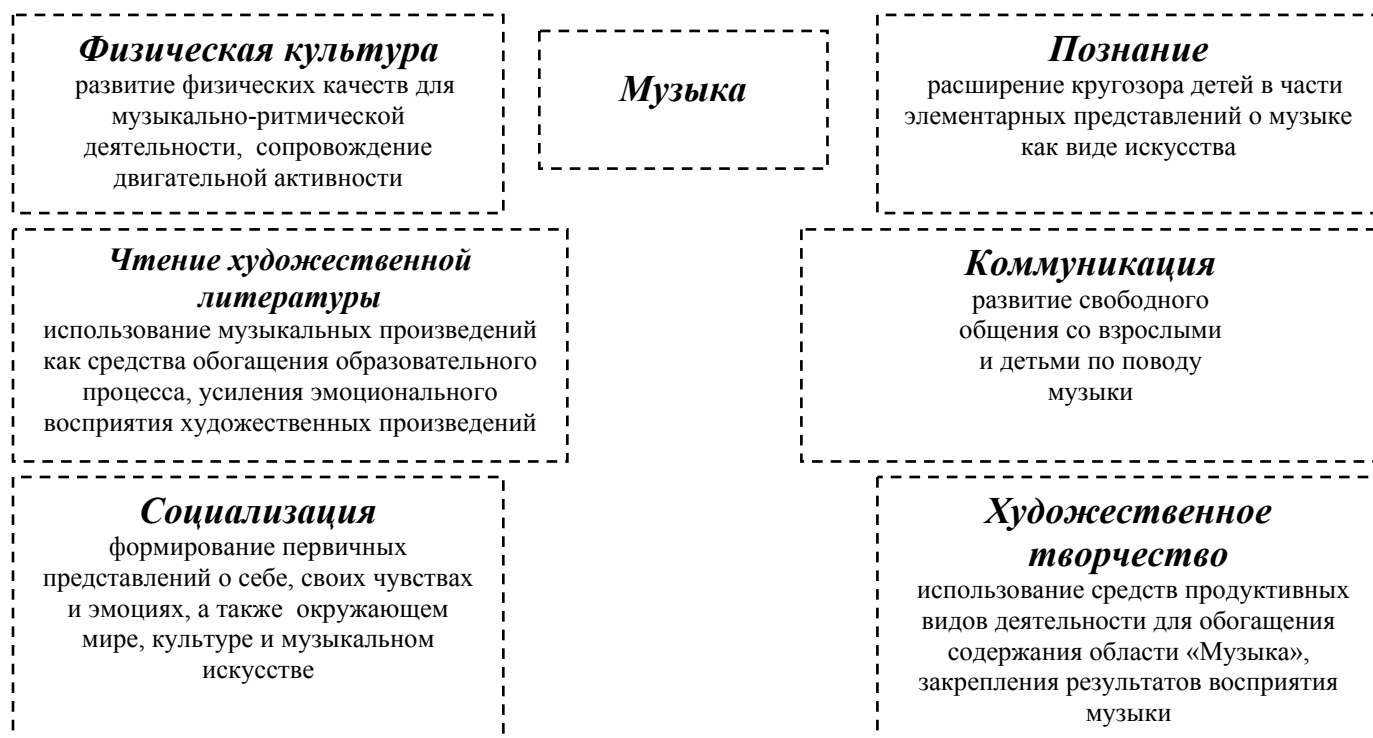 Физическая культура
развитие физических качеств для
музыкально-ритмической
деятельности,  сопровождение
двигательной активности
Музыка
Познание
расширение кругозора детей в части
элементарных представлений о музыке
как виде искусства
Чтение художественной
литературы
использование музыкальных произведений
как средства обогащения образовательного
процесса, усиления эмоционального
восприятия художественных произведений
Коммуникация
развитие свободного
общения со взрослыми
и детьми по поводу
музыки
Социализация
формирование первичных
представлений о себе, своих чувствах
и эмоциях, а также  окружающем
мире, культуре и музыкальном
искусстве
Художественное
творчество
использование средств продуктивных
видов деятельности для обогащения
содержания области «Музыка»,
закрепления результатов восприятия
музыки